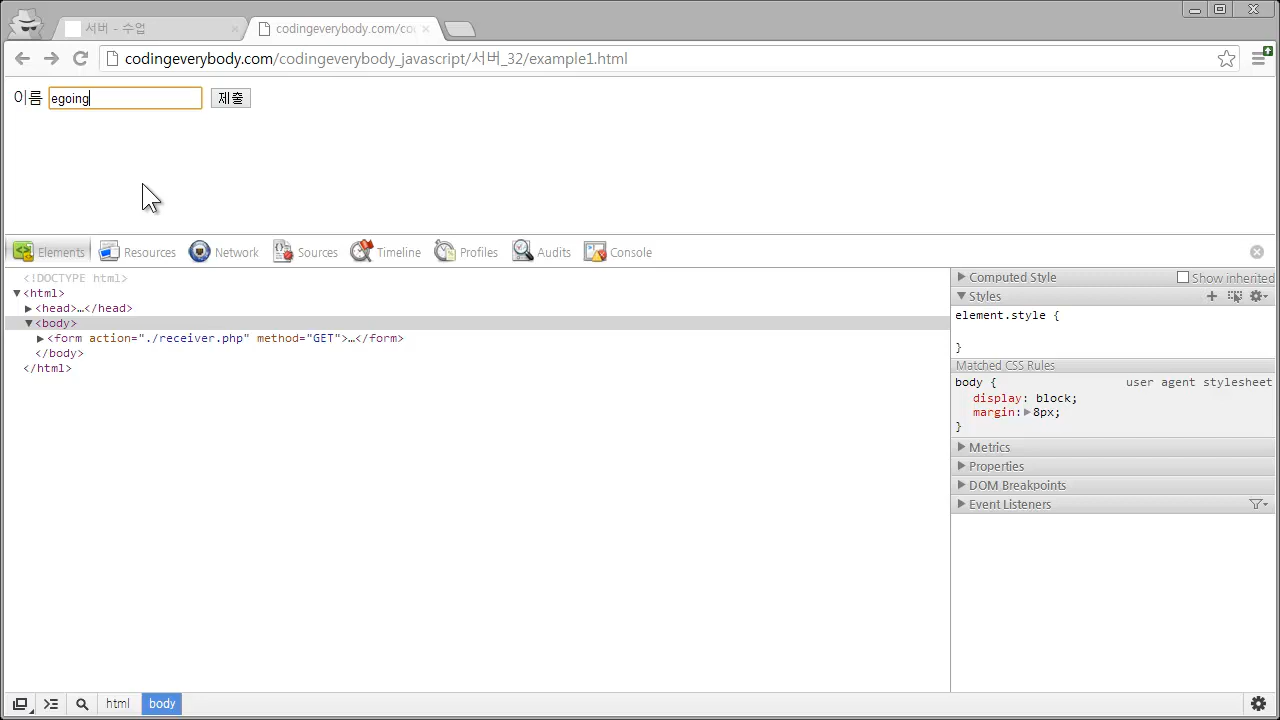 서버 - 수업
codingeverybody.com/co
codingeverybody.com/codingeverybody_javascript/서버_32/example1.html
이름 egoing 제출
Elements Resources Network Sources Timeline Profiles Audits Console
<!DOCTYPE html>
▼<html>
▶<head>…</head>
▼<body>
▶<form action="./receiver.php" method="GET">…</form>
</body>
</html>
▶ Computed Style Show inherited
▼ Styles
element.style {
}
Matched CSS Rules
body { user agent stylesheet
display: block;
margin:▶8px;
}
▶ Metrics
▶ Properties
▶ DOM Breakpoints
▶ Event Listeners
html body